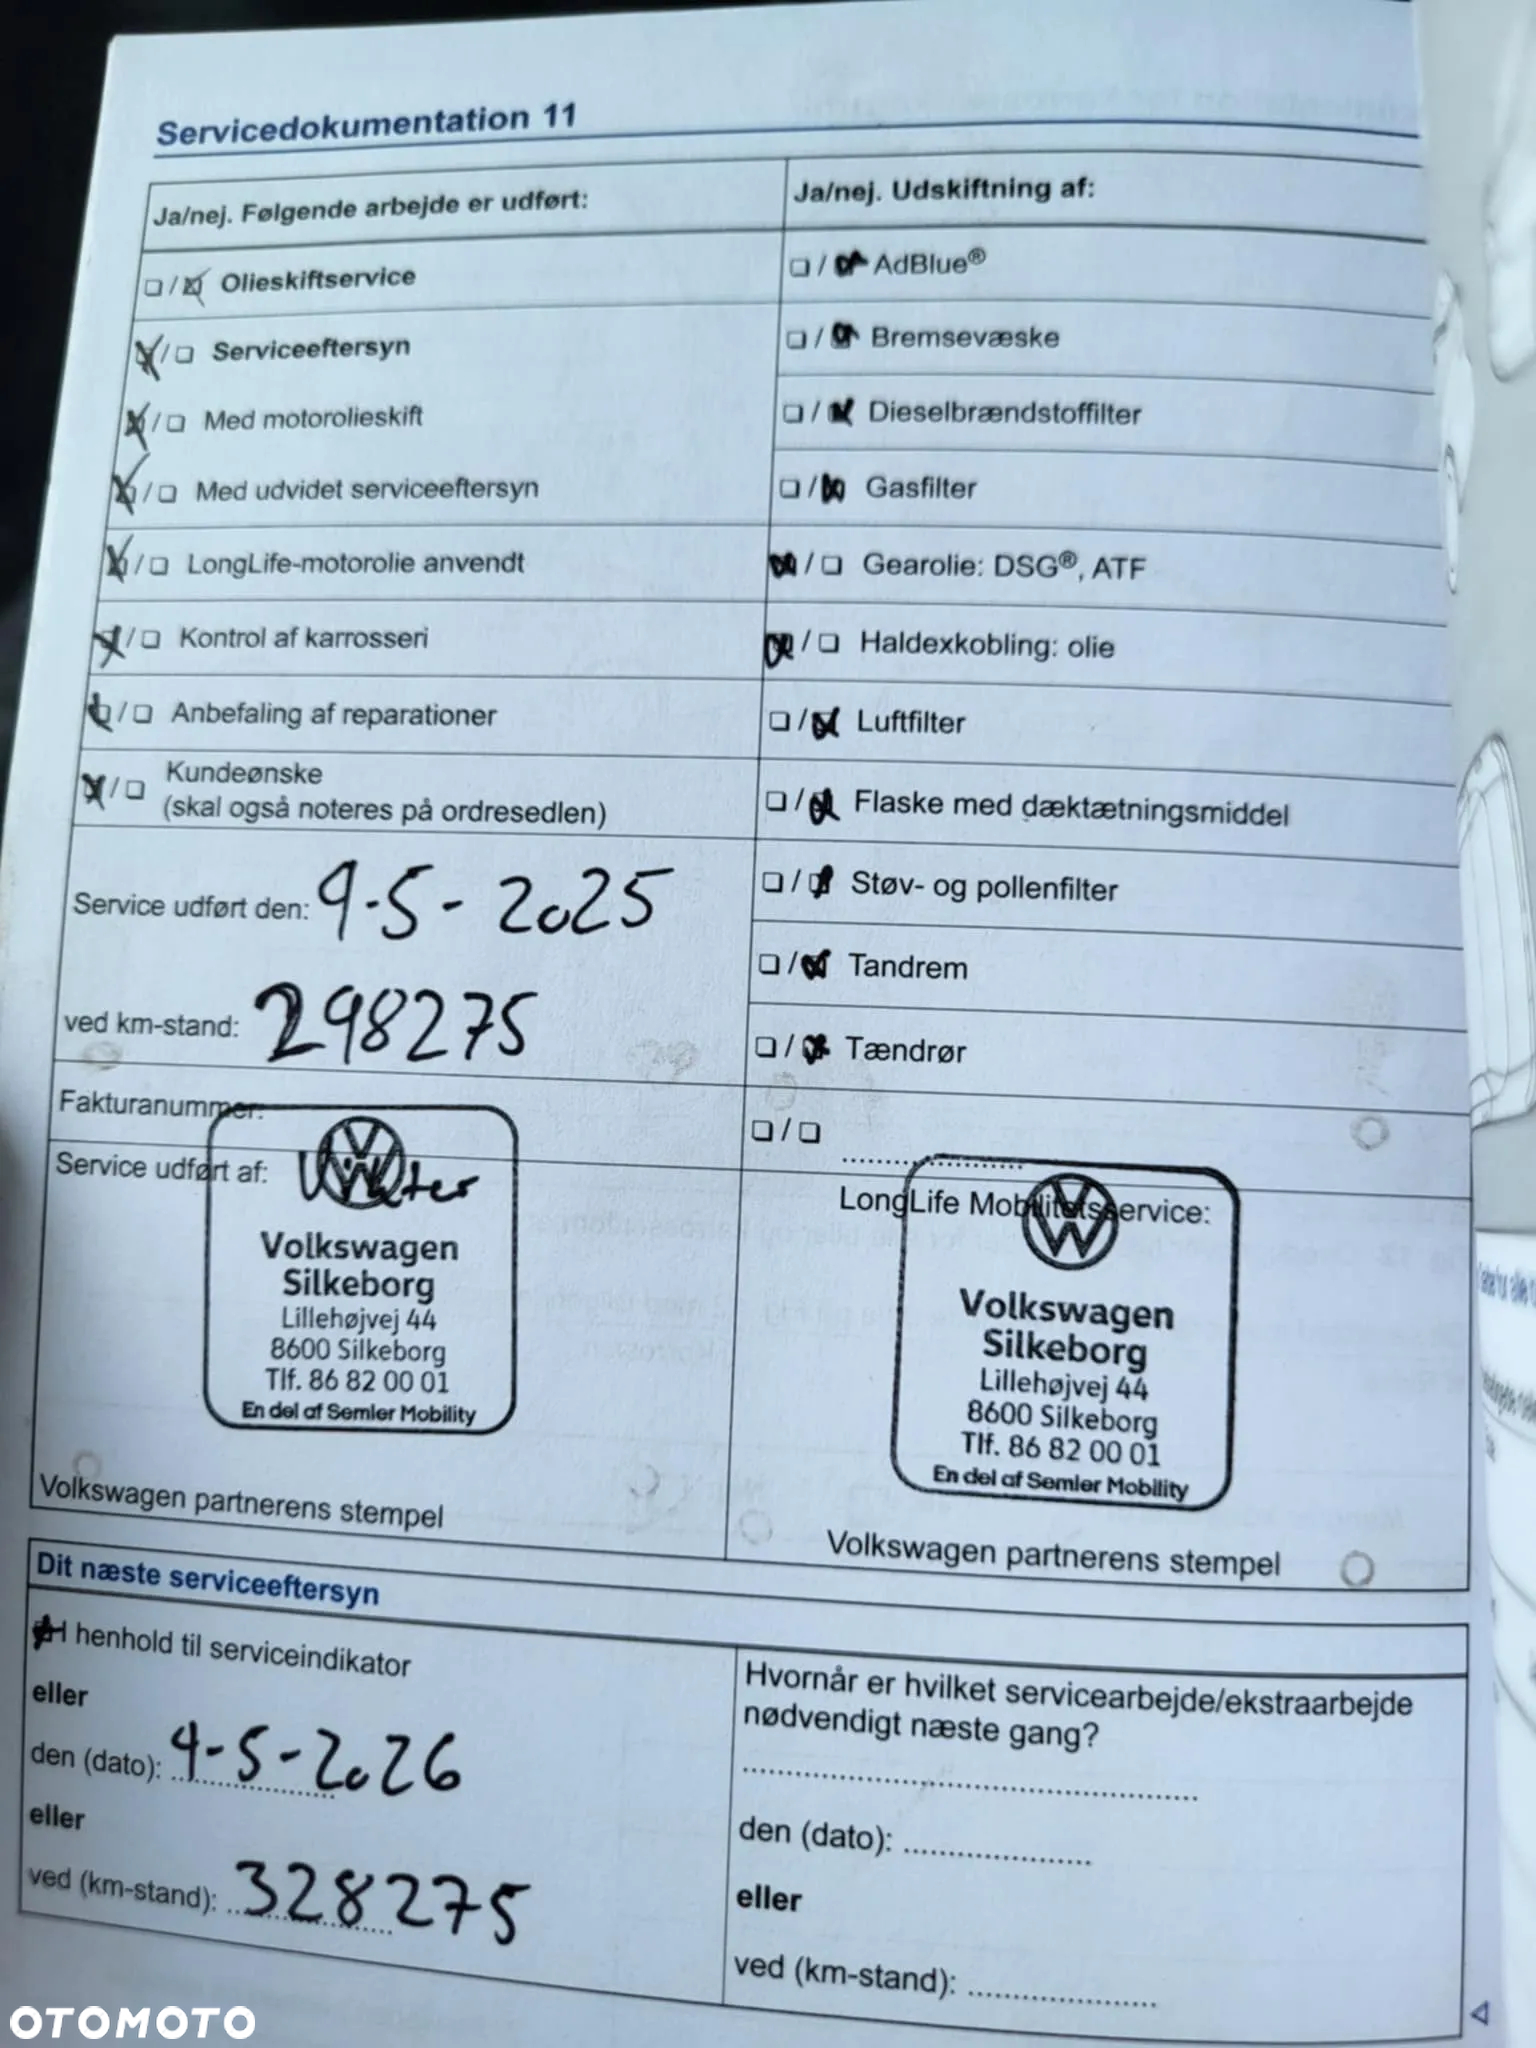 Servicedokumentation 11
Ja/nej. Følgende arbejde er udført:
☐/☒ Olieskiftservice
☒/☐ Serviceeftersyn
☒/☐ Med motorolieskift
☒/☐ Med udvidet serviceeftersyn
☒/☐ LongLife-motorolie anvendt
☒/☐ Kontrol af karrosseri
☒/☐ Anbefaling af reparationer
☒/☐ Kundeønske
(skal også noteres på ordresedlen)
Service udført den: 9-5-2025
ved km-stand: 298275
Fakturanummer:
Service udført af:
Volkswagen
Silkeborg
Lillehøjvej 44
8600 Silkeborg
Tlf. 86 82 00 01
En del af Semler Mobility
Volkswagen partnerens stempel
Ja/nej. Udskiftning af:
☐/☒ AdBlue®
☐/☒ Bremsevæske
☐/☒ Dieselbrændstoffilter
☐/☒ Gasfilter
☒/☐ Gearolie: DSG®, ATF
☒/☐ Haldexkobling: olie
☐/☒ Luftfilter
☐/☒ Flaske med dæktætningsmiddel
☐/☒ Støv- og pollenfilter
☐/☒ Tandrem
☐/☒ Tændrør
☐/☐
LongLife Mobilitetsservice:
Volkswagen
Silkeborg
Lillehøjvej 44
8600 Silkeborg
Tlf. 86 82 00 01
En del af Semler Mobility
Volkswagen partnerens stempel
Dit næste serviceeftersyn
☒ I henhold til serviceindikator
eller
den (dato): 9-5-2026
eller
ved (km-stand): 328275
Hvornår er hvilket servicearbejde/ekstraarbejde
nødvendigt næste gang?
den (dato):
eller
ved (km-stand):
OTOMOTO